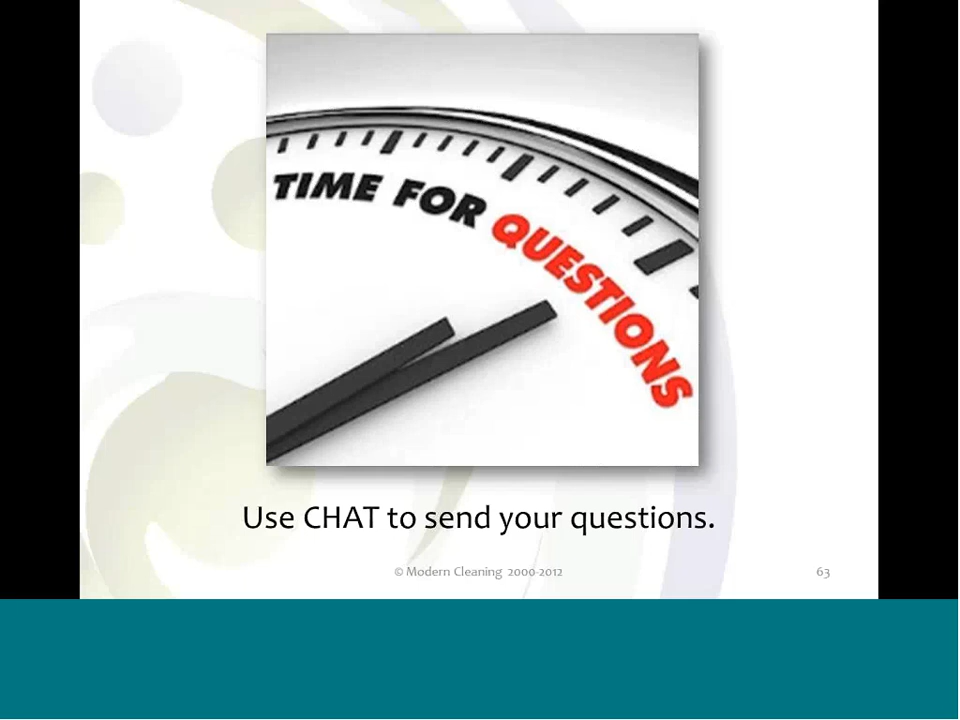 TIME FOR QUESTIONS
Use CHAT to send your questions.
© Modern Cleaning 2000-2012
63